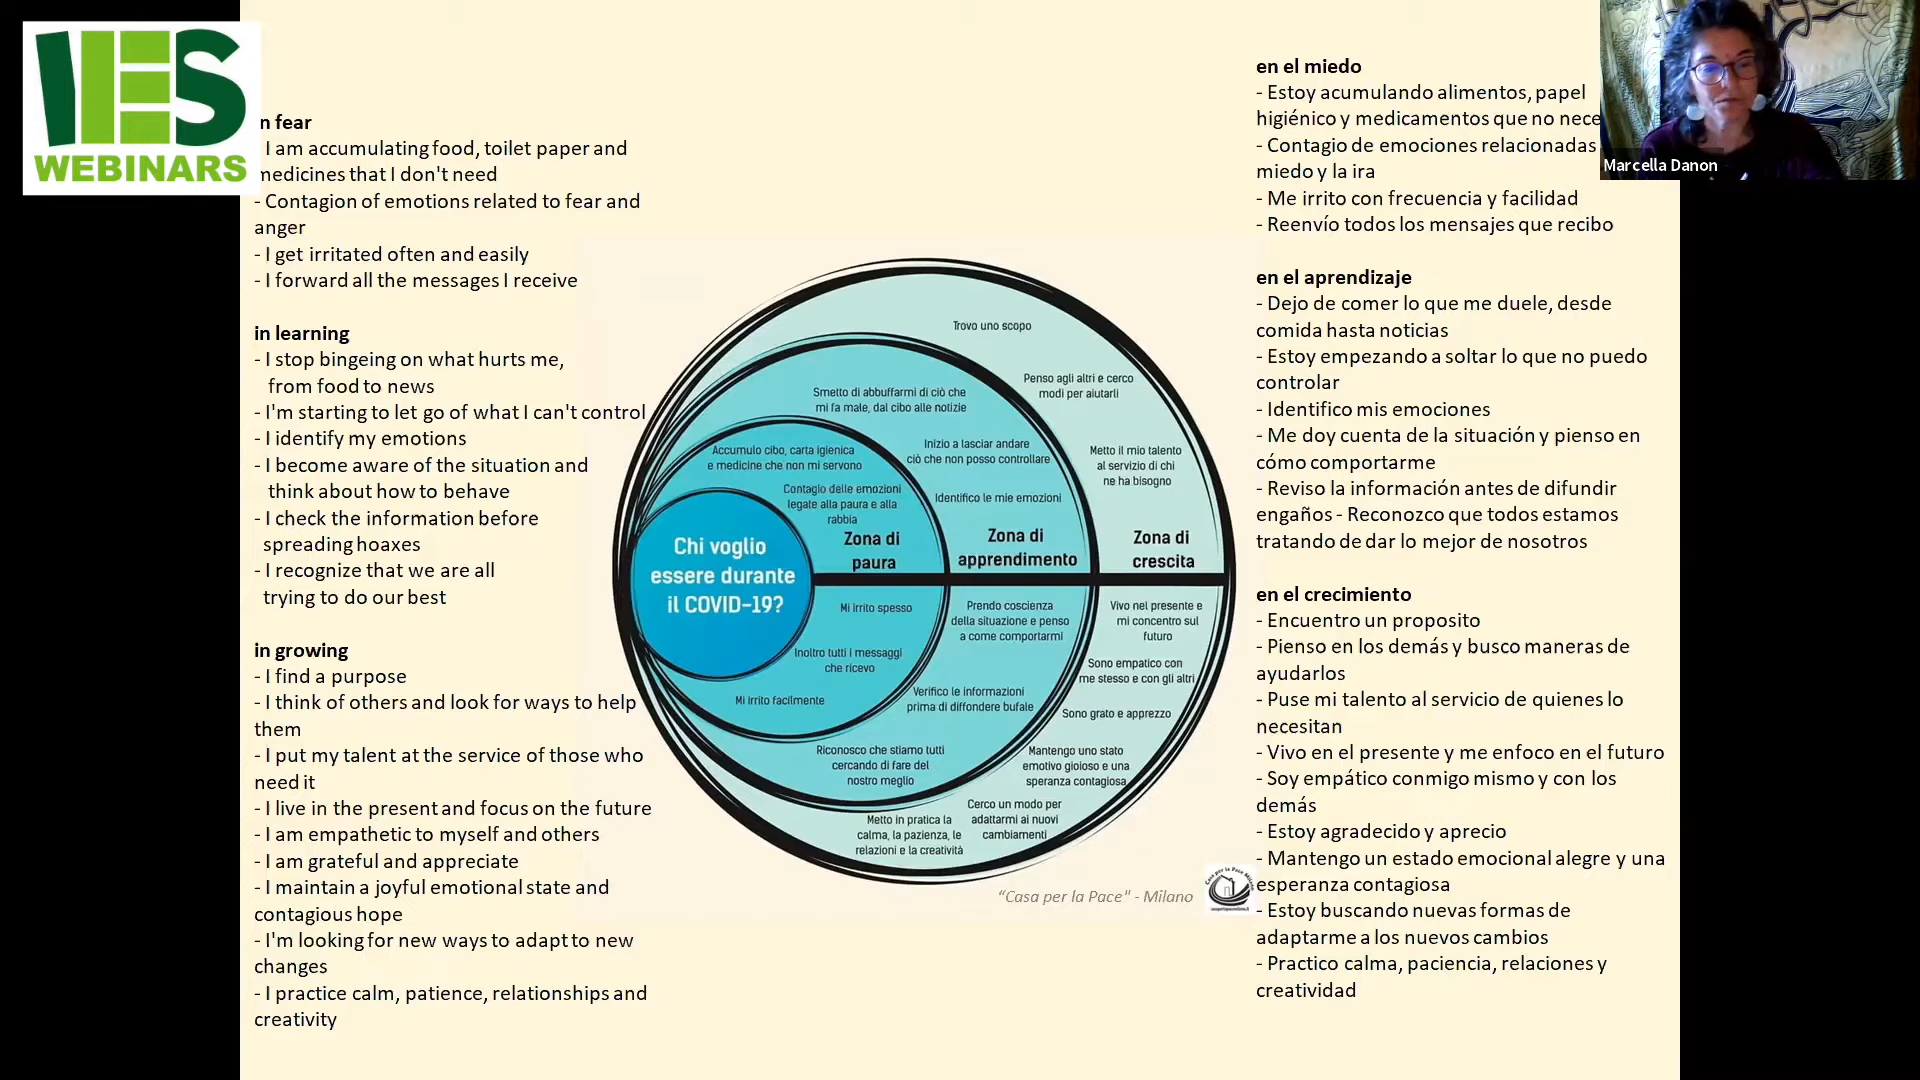 IES
WEBINARS
in fear
- I am accumulating food, toilet paper and
medicines that I don't need
- Contagion of emotions related to fear and
anger
- I get irritated often and easily
- I forward all the messages I receive
in learning
- I stop bingeing on what hurts me,
from food to news
- I'm starting to let go of what I can't control
- I identify my emotions
- I become aware of the situation and
think about how to behave
- I check the information before
spreading hoaxes
- I recognize that we are all
trying to do our best
in growing
- I find a purpose
- I think of others and look for ways to help
them
- I put my talent at the service of those who
need it
- I live in the present and focus on the future
- I am empathetic to myself and others
- I am grateful and appreciate
- I maintain a joyful emotional state and
contagious hope
- I'm looking for new ways to adapt to new
changes
- I practice calm, patience, relationships and
creativity
Trovo uno scopo
Penso agli altri e cerco
modi per aiutarli
Metto il mio talento
al servizio di chi
ne ha bisogno
Zona di
crescita
Vivo nel presente e
mi concentro sul
futuro
Sono empatico con
me stesso e con gli altri
Sono grato e apprezzo
Mantengo uno stato
emotivo gioioso e una
speranza contagiosa
Cerco un modo per
adattarmi ai nuovi
cambiamenti
Metto in pratica la
calma, la pazienza, le
relazioni e la creatività
Smetto di abbuffarmi di ciò che
mi fa male, dal cibo alle notizie
Inizio a lasciar andare
ciò che non posso controllare
Identifico le mie emozioni
Zona di
apprendimento
Prendo coscienza
della situazione e penso
a come comportarmi
Verifico le informazioni
prima di diffondere bufale
Riconosco che stiamo tutti
cercando di fare del
nostro meglio
Accumulo cibo, carta igienica
e medicine che non mi servono
Contagio delle emozioni
legate alla paura e alla
rabbia
Zona di
paura
Mi irrito spesso
Inoltro tutti i messaggi
che ricevo
Mi irrito facilmente
Chi voglio
essere durante
il COVID-19?
"Casa per la Pace" - Milano
en el miedo
- Estoy acumulando alimentos, papel
higiénico y medicamentos que no nece
- Contagio de emociones relacionadas
miedo y la ira
- Me irrito con frecuencia y facilidad
- Reenvío todos los mensajes que recibo
en el aprendizaje
- Dejo de comer lo que me duele, desde
comida hasta noticias
- Estoy empezando a soltar lo que no puedo
controlar
- Identifico mis emociones
- Me doy cuenta de la situación y pienso en
cómo comportarme
- Reviso la información antes de difundir
engaños - Reconozco que todos estamos
tratando de dar lo mejor de nosotros
en el crecimiento
- Encuentro un proposito
- Pienso en los demás y busco maneras de
ayudarlos
- Puse mi talento al servicio de quienes lo
necesitan
- Vivo en el presente y me enfoco en el futuro
- Soy empático conmigo mismo y con los
demás
- Estoy agradecido y aprecio
- Mantengo un estado emocional alegre y una
esperanza contagiosa
- Estoy buscando nuevas formas de
adaptarme a los nuevos cambios
- Practico calma, paciencia, relaciones y
creatividad
Marcella Danon